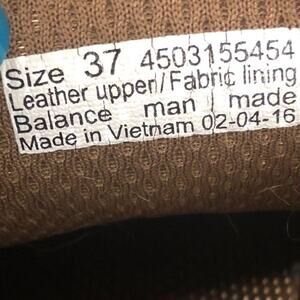 Size 37 4503155454
Leather upper/Fabric lining
Balance man made
Made in Vietnam 02-04-16